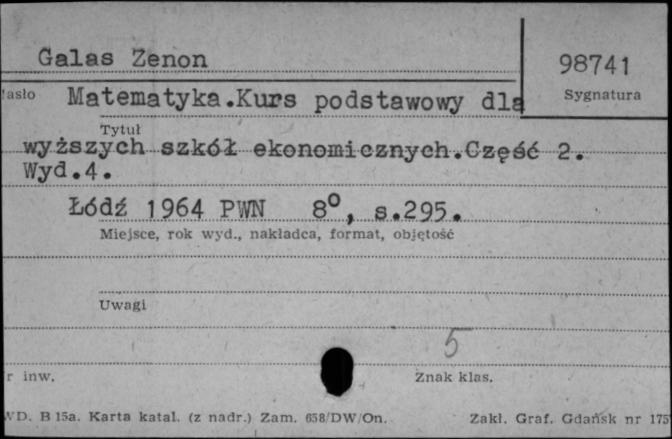 Galas Zenon
98741
asło
Matematyka.Kurs podstawowy dla
Sygnatura
Tytuł
wyższych szkół ekonomicznych.Część 2.
Wyd.4.
Łódź 1964 PWN 8°, s.295.
Miejsce, rok wyd., nakładca, format, objętość
Uwagi
5
r inw.
Znak klas.
WD. B 15a. Karta katal. (z nadr.) Zam. 658/DW/On.
Zakł. Graf. Gdańsk nr 175